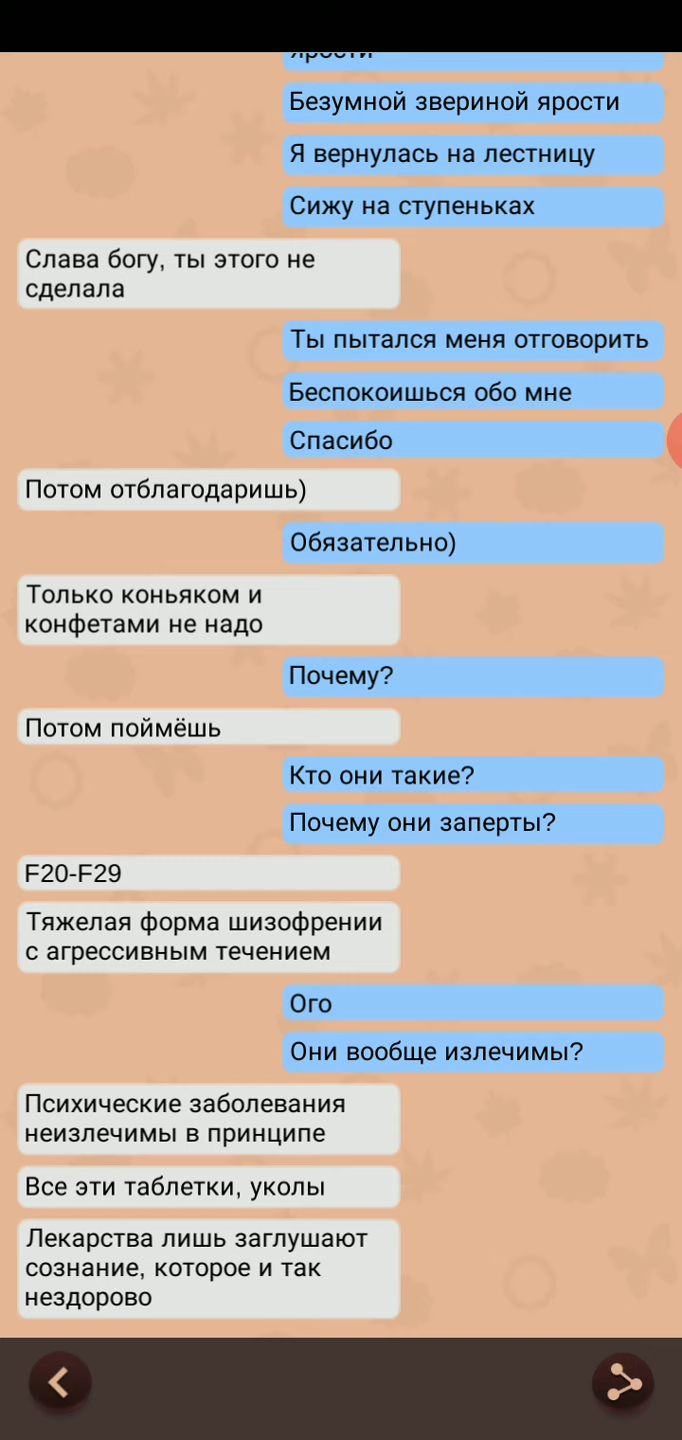 Безумной звериной ярости
Я вернулась на лестницу
Сижу на ступеньках
Слава богу, ты этого не
сделала
Ты пытался меня отговорить
Беспокоишься обо мне
Спасибо
Потом отблагодаришь)
Обязательно)
Только коньяком и
конфетами не надо
Почему?
Потом поймёшь
Кто они такие?
Почему они заперты?
F20-F29
Тяжелая форма шизофрении
с агрессивным течением
Ого
Они вообще излечимы?
Психические заболевания
неизлечимы в принципе
Все эти таблетки, уколы
Лекарства лишь заглушают
сознание, которое и так
нездорово